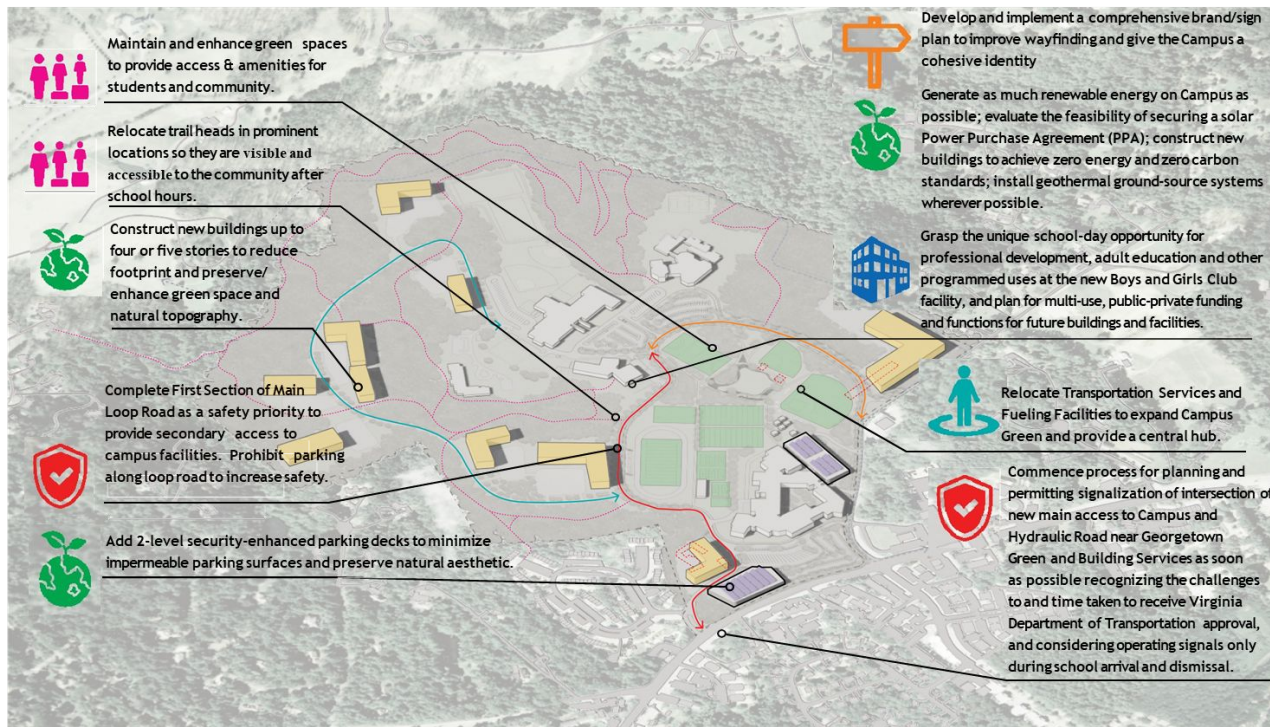 Maintain and enhance green spaces
to provide access & amenities for
students and community.
Relocate trail heads in prominent
locations so they are visible and
accessible to the community after
school hours.
Construct new buildings up to
four or five stories to reduce
footprint and preserve/
enhance green space and
natural topography.
Complete First Section of Main
Loop Road as a safety priority to
provide secondary access to
campus facilities. Prohibit parking
along loop road to increase safety.
Add 2-level security-enhanced parking decks to minimize
impermeable parking surfaces and preserve natural aesthetic.
Develop and implement a comprehensive brand/sign
plan to improve wayfinding and give the Campus a
cohesive identity
Generate as much renewable energy on Campus as
possible; evaluate the feasibility of securing a solar
Power Purchase Agreement (PPA); construct new
buildings to achieve zero energy and zero carbon
standards; install geothermal ground-source systems
wherever possible.
Grasp the unique school-day opportunity for
professional development, adult education and other
programmed uses at the new Boys and Girls Club
facility, and plan for multi-use, public-private funding
and functions for future buildings and facilities.
Relocate Transportation Services and
Fueling Facilities to expand Campus
Green and provide a central hub.
Commence process for planning and
permitting signalization of intersection of
new main access to Campus and
Hydraulic Road near Georgetown
Green and Building Services as soon
as possible recognizing the challenges
to and time taken to receive Virginia
Department of Transportation approval,
and considering operating signals only
during school arrival and dismissal.